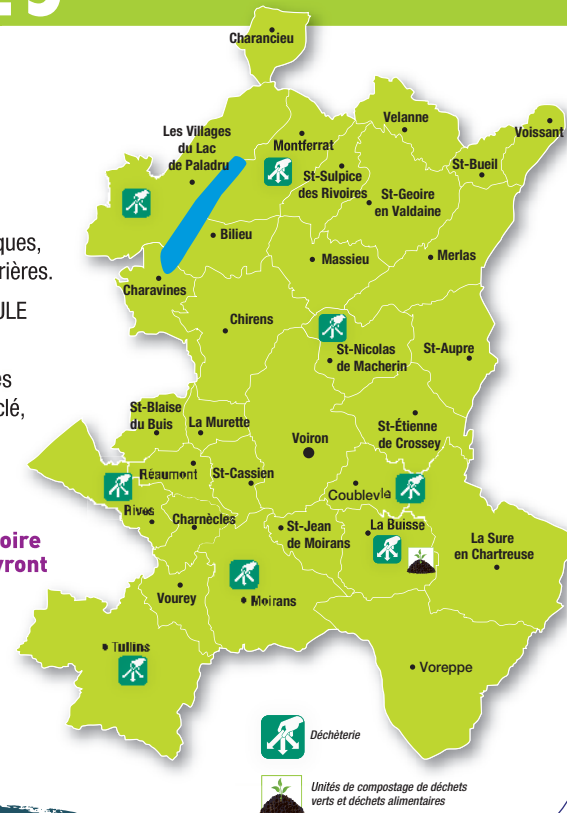 Charancieu
Velanne
Voissant
Les Villages
du Lac
de Paladru
Montferrat
St-Bueil
St-Sulpice
des Rivoires
St-Geoire
en Valdaine
ques,
Bilieu
rières.
Massieu
Merlas
Charavines
ULE
Chirens
St-Nicolas
de Macherin
St-Aupre
es
clé,
St-Blaise
du Buis
La Murette
St-Étienne
de Crossey
Voiron
Réaumont
St-Cassien
Coublevie
Rives
Charnècles
St-Jean
de Moirans
La Buisse
La Sure
en Chartreuse
oire
vront
Vourey
Moirans
Tullins
Voreppe
Déchèterie
Unités de compostage de déchets
verts et déchets alimentaires